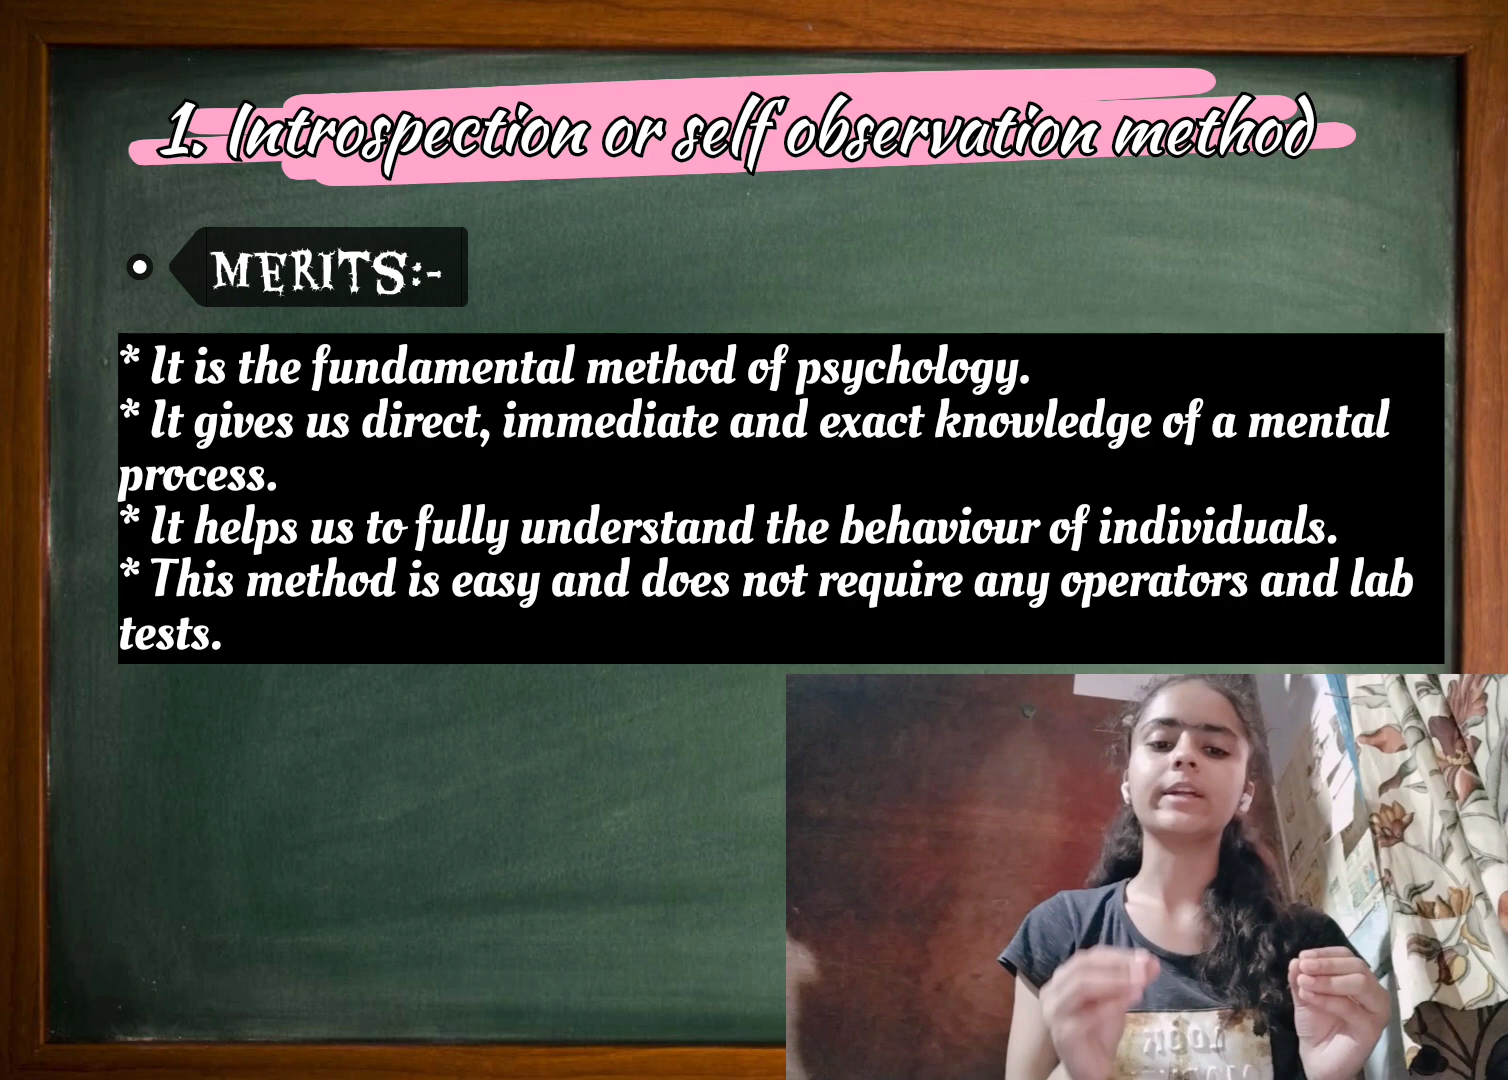 1. Introspection or self observation method
MERITS:-
* It is the fundamental method of psychology.
* It gives us direct, immediate and exact knowledge of a mental
process.
* It helps us to fully understand the behaviour of individuals.
* This method is easy and does not require any operators and lab
tests.